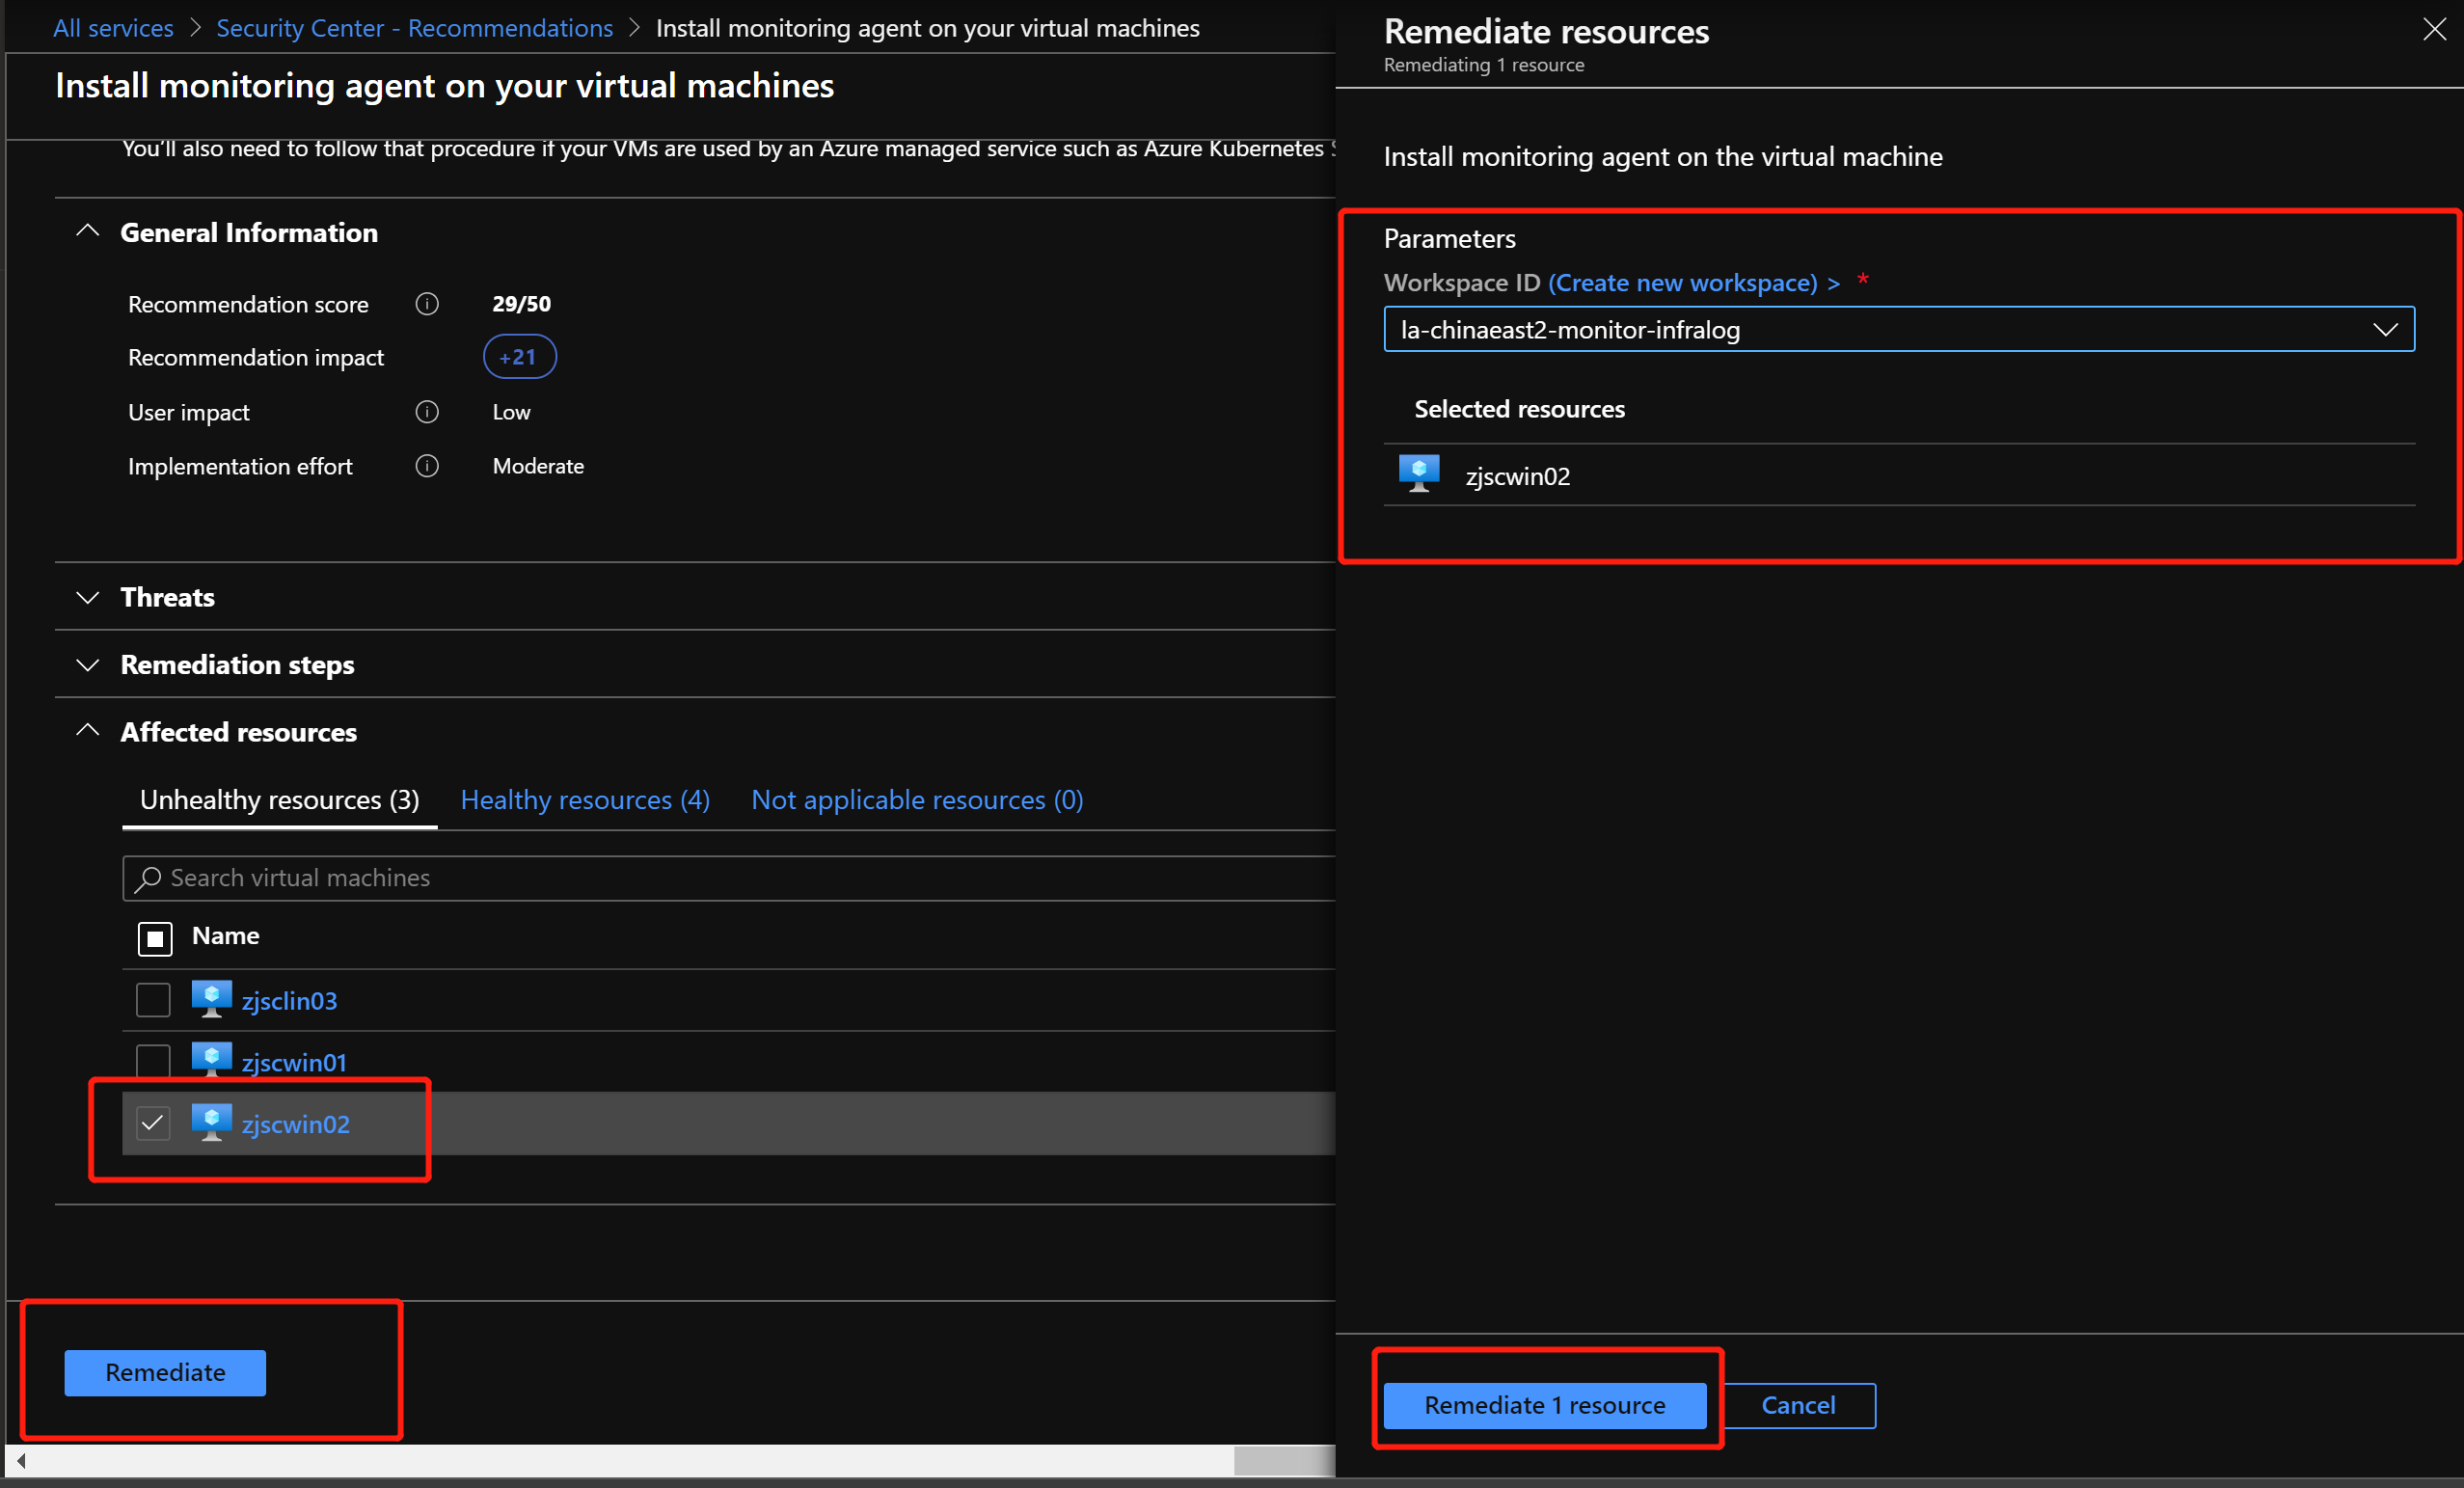 All services > Security Center - Recommendations > Install monitoring agent on your virtual machines
Install monitoring agent on your virtual machines
You'll also need to follow that procedure if your VMs are used by an Azure managed service such as Azure Kubernetes
General Information
Recommendation score 29/50
Recommendation impact +21
User impact Low
Implementation effort Moderate
Threats
Remediation steps
Affected resources
Unhealthy resources (3) Healthy resources (4) Not applicable resources (0)
Search virtual machines
Name
zjsclin03
zjscwin01
zjscwin02
Remediate
Remediate resources
Remediating 1 resource
Install monitoring agent on the virtual machine
Parameters
Workspace ID (Create new workspace) > *
la-chinaeast2-monitor-infralog
Selected resources
zjscwin02
Remediate 1 resource Cancel